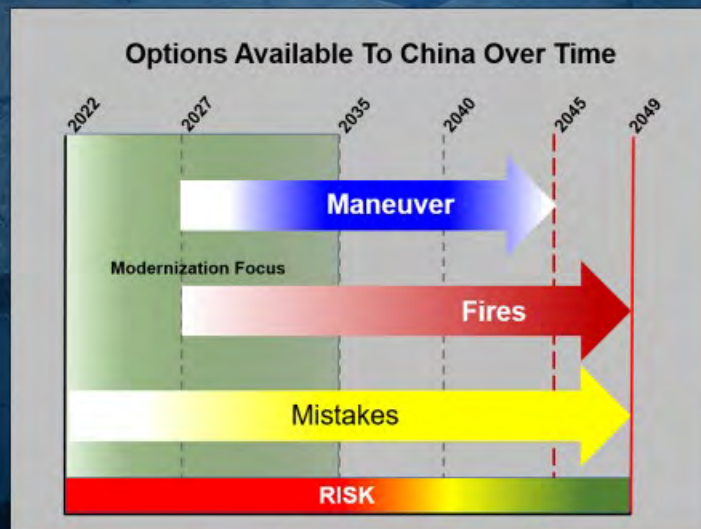 Options Available To China Over Time
2022 2027 2035 2040 2045 2049
Maneuver
Modernization Focus
Fires
Mistakes
RISK